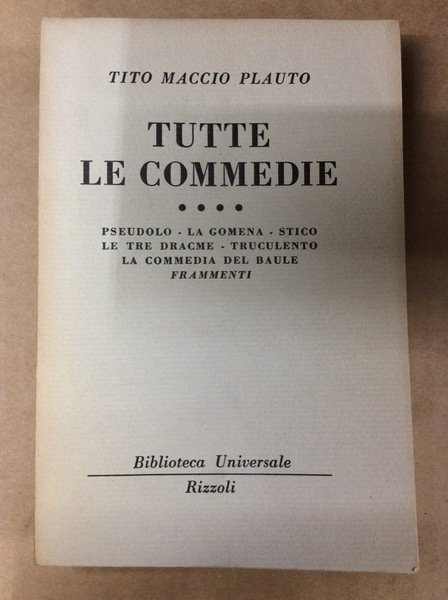 TITO MACCIO PLAUTO
TUTTE
LE COMMEDIE
• • • •
PSEUDOLO - LA GOMENA - STICO
LE TRE DRACME - TRUCULENTO
LA COMMEDIA DEL BAULE
FRAMMENTI
Biblioteca Universale
Rizzoli